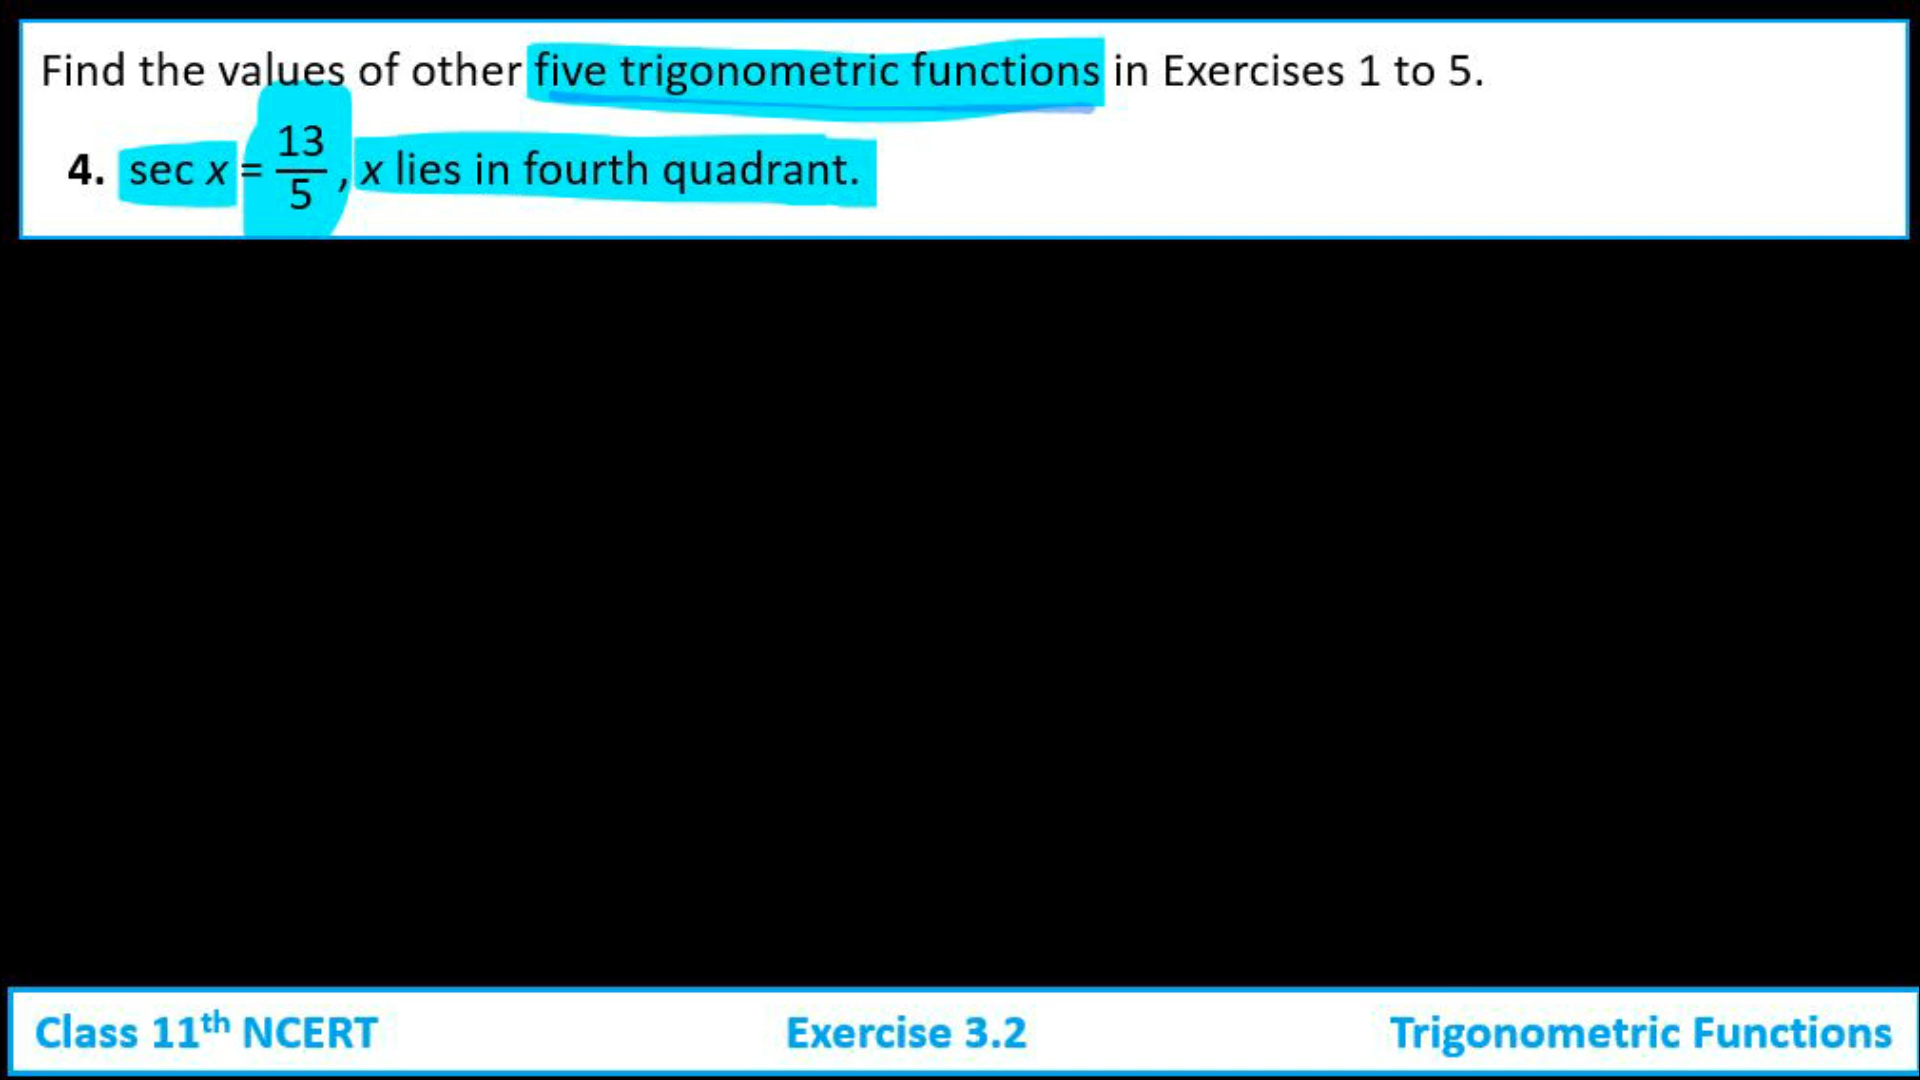 Find the values of other five trigonometric functions in Exercises 1 to 5.
4. sec x = 13/5 , x lies in fourth quadrant.
Class 11th NCERT
Exercise 3.2
Trigonometric Functions